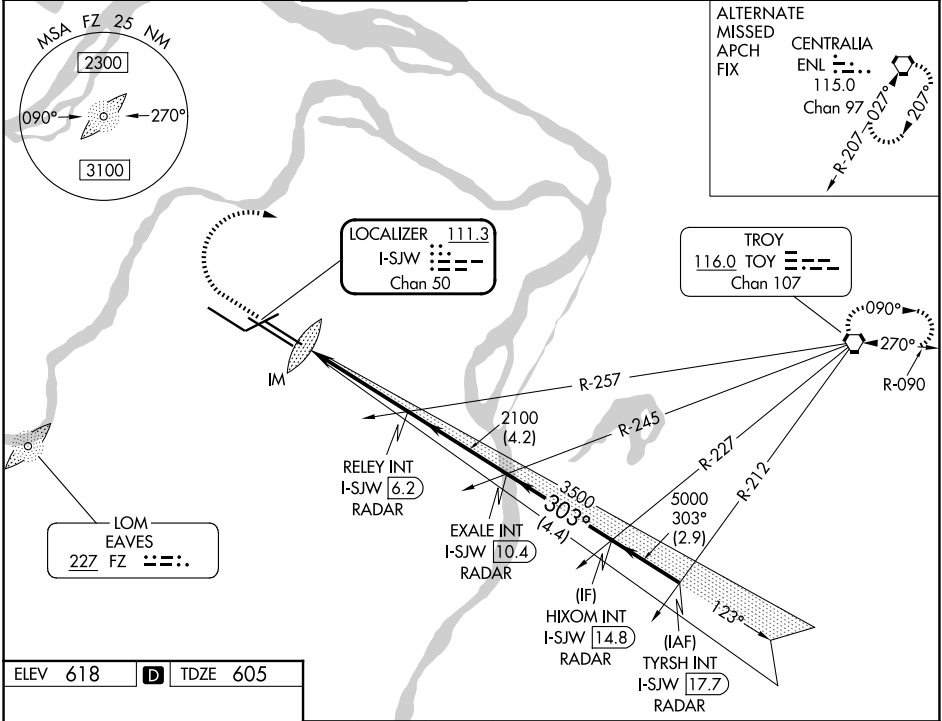 MSA FZ 25 NM
2300
090°
270°
3100
ALTERNATE
MISSED
APCH
FIX
CENTRALIA
ENL
115.0
Chan 97
R-207
027°
207°
LOCALIZER 111.3
I-SJW
Chan 50
TROY
116.0 TOY
Chan 107
090°
270°
R-090
IM
R-257
R-245
R-227
R-212
2100
(4.2)
RELEY INT
I-SJW 6.2
RADAR
3500
303°
(4.4)
5000
303°
(2.9)
EXALE INT
I-SJW 10.4
RADAR
(IF)
HIXOM INT
I-SJW 14.8
RADAR
(IAF)
TYRSH INT
I-SJW 17.7
RADAR
123°
LOM
EAVES
227 FZ
ELEV 618 D TDZE 605